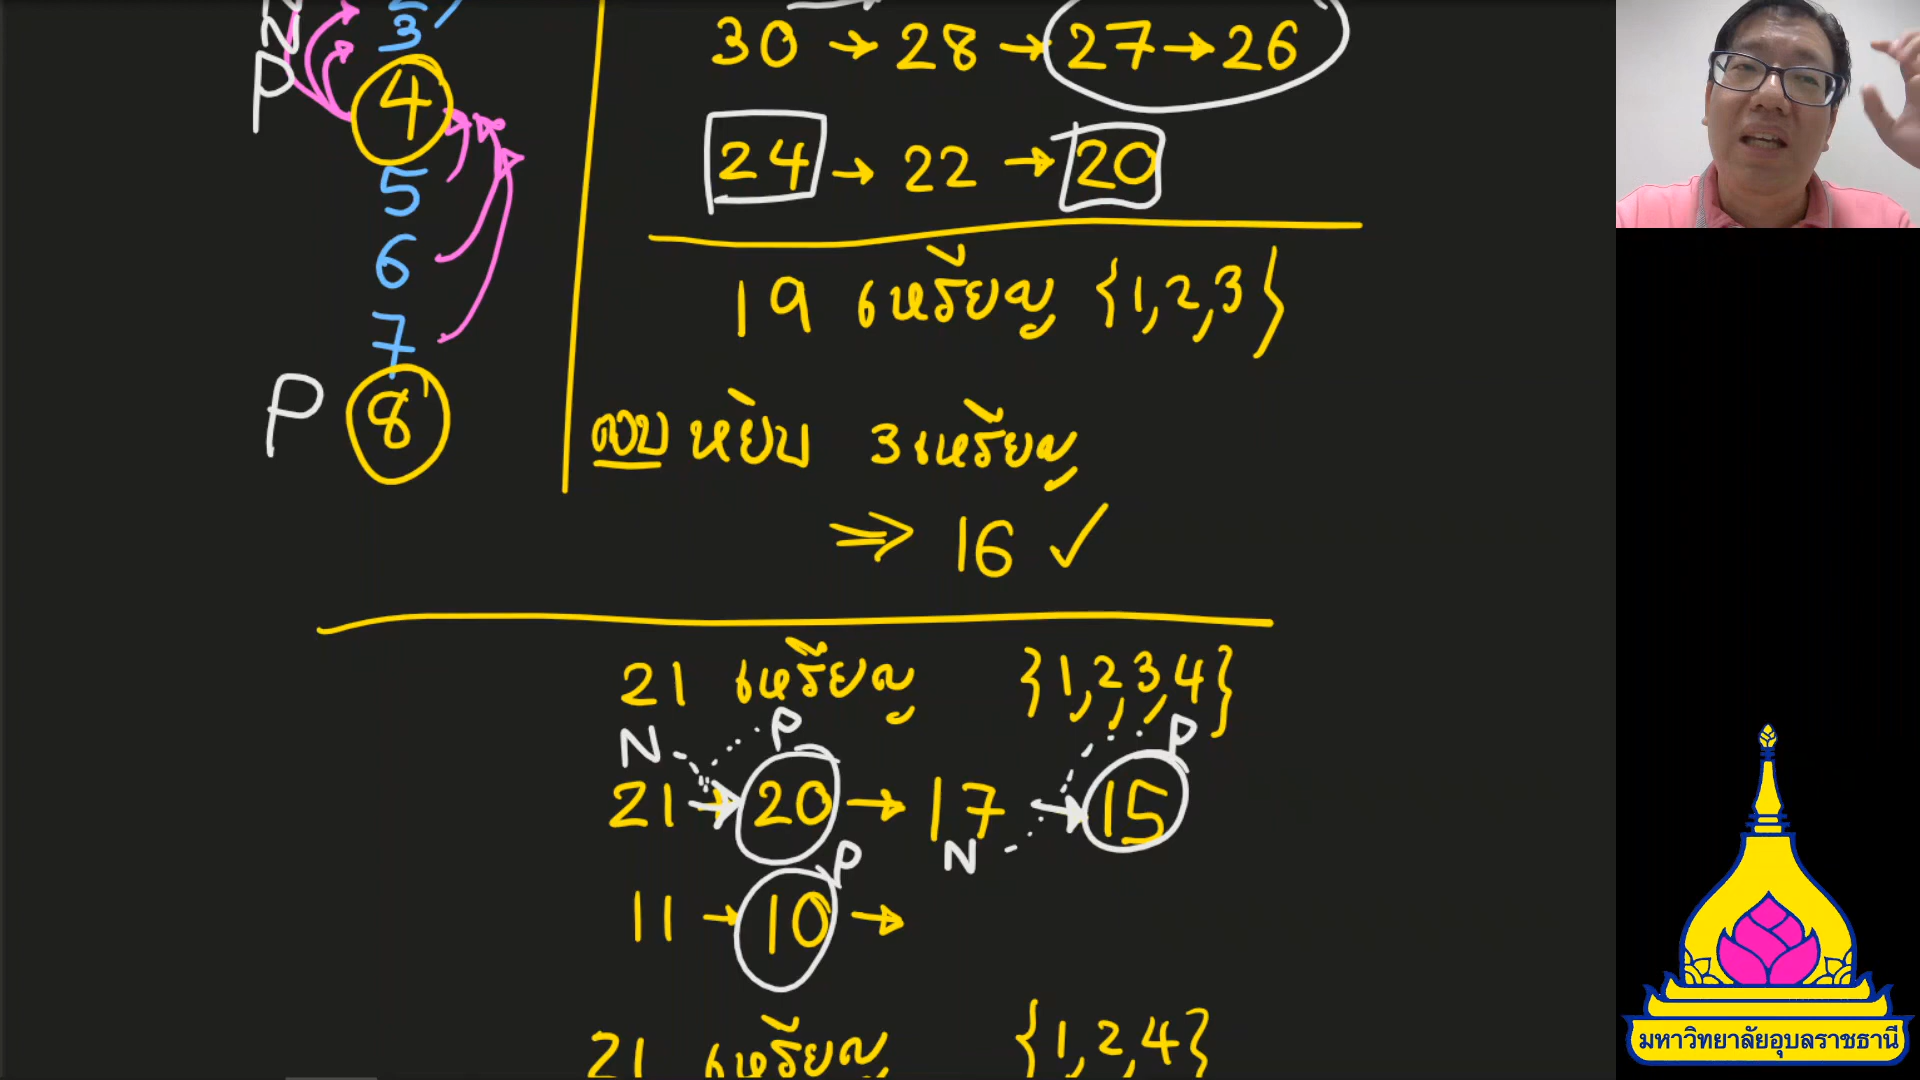 N
3
P
4
5
6
7
P 8
30 → 28 → 27 → 26
24 → 22 → 20
19 เหรียญ {1,2,3}
ตอบ หยิบ 3 เหรียญ
⇒ 16 ✓
21 เหรียญ {1,2,3,4}
N P P
21 → 20 → 17 → 15
N
P
11 → 10 →
21 เหรียญ {1,2,4}
มหาวิทยาลัยอุบลราชธานี